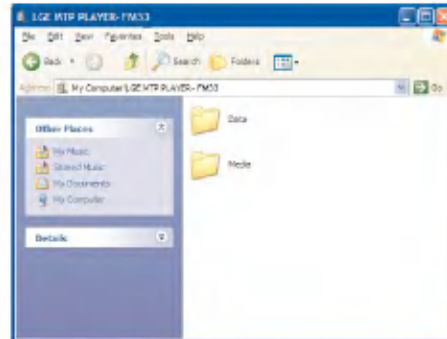 LGE MTP PLAYER- FM33
File Edit View Favorites Tools Help
Back Search Folders
Address My Computer\LGE MTP PLAYER- FM33 Go
Other Places
My Music
Shared Music
My Documents
My Computer
Details
Data
Media